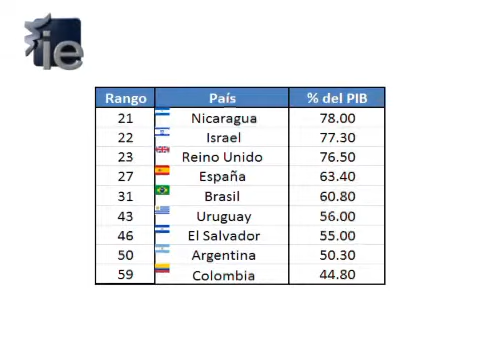 ie
Rango País % del PIB
21 Nicaragua 78.00
22 Israel 77.30
23 Reino Unido 76.50
27 España 63.40
31 Brasil 60.80
43 Uruguay 56.00
46 El Salvador 55.00
50 Argentina 50.30
59 Colombia 44.80